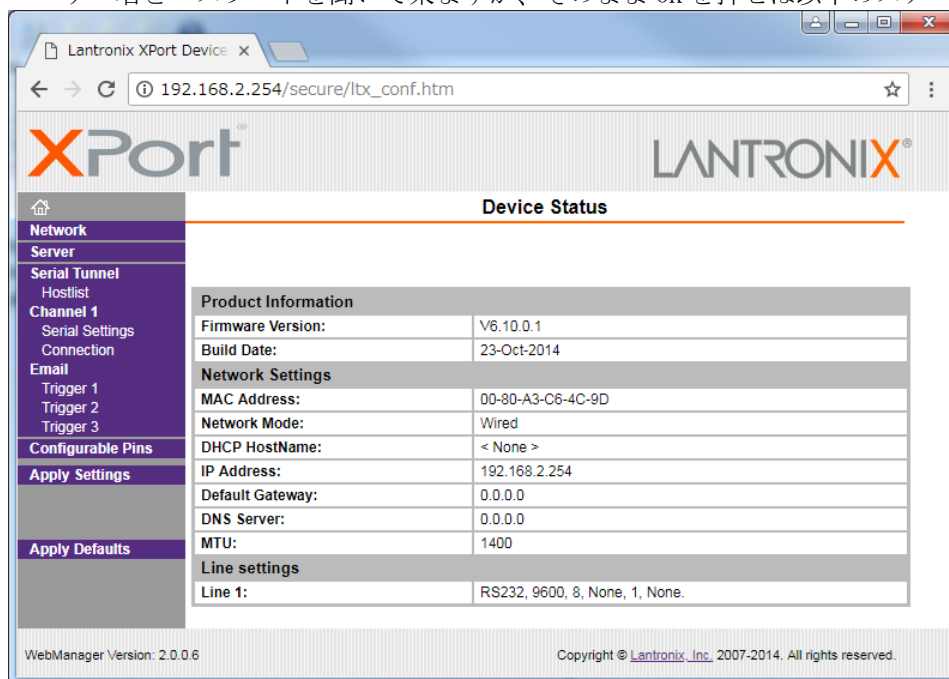 Lantronix XPort Device
192.168.2.254/secure/ltx_conf.htm
XPort®
LANTRONIX®
Device Status
Network
Server
Serial Tunnel
Hostlist
Channel 1
Serial Settings
Connection
Email
Trigger 1
Trigger 2
Trigger 3
Configurable Pins
Apply Settings
Apply Defaults
Product Information
Firmware Version: V6.10.0.1
Build Date: 23-Oct-2014
Network Settings
MAC Address: 00-80-A3-C6-4C-9D
Network Mode: Wired
DHCP HostName: < None >
IP Address: 192.168.2.254
Default Gateway: 0.0.0.0
DNS Server: 0.0.0.0
MTU: 1400
Line settings
Line 1: RS232, 9600, 8, None, 1, None.
WebManager Version: 2.0.0.6
Copyright © Lantronix, Inc. 2007-2014. All rights reserved.